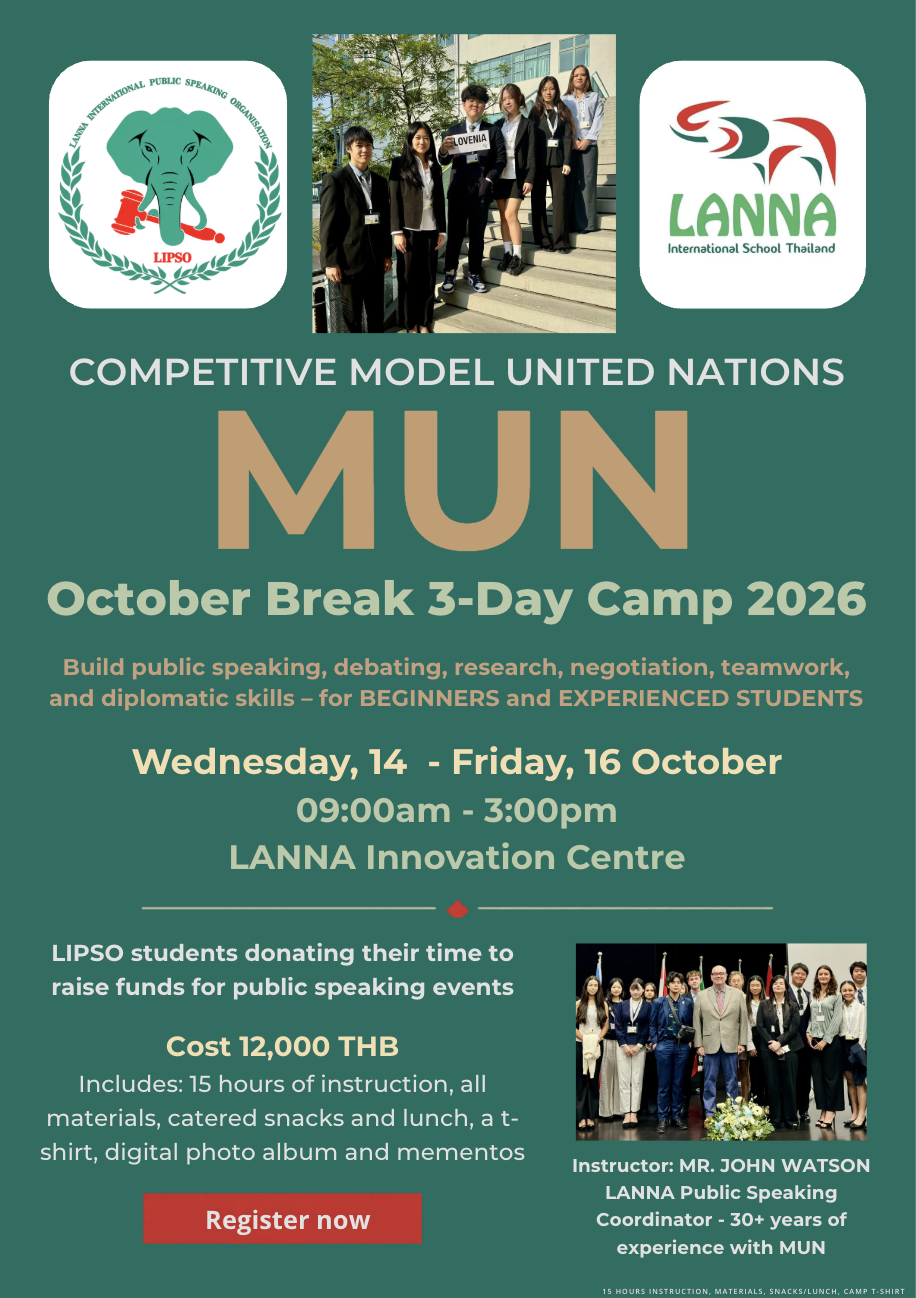 LANNA INTERNATIONAL PUBLIC SPEAKING ORGANISATION
LIPSO
LOVENIA
LANNA
International School Thailand
COMPETITIVE MODEL UNITED NATIONS
MUN
October Break 3-Day Camp 2026
Build public speaking, debating, research, negotiation, teamwork,
and diplomatic skills – for BEGINNERS and EXPERIENCED STUDENTS
Wednesday, 14 - Friday, 16 October
09:00am - 3:00pm
LANNA Innovation Centre
LIPSO students donating their time to
raise funds for public speaking events
Cost 12,000 THB
Includes: 15 hours of instruction, all
materials, catered snacks and lunch, a t-
shirt, digital photo album and mementos
Register now
Instructor: MR. JOHN WATSON
LANNA Public Speaking
Coordinator - 30+ years of
experience with MUN
15 HOURS INSTRUCTION, MATERIALS, SNACKS/LUNCH, CAMP T-SHIRT